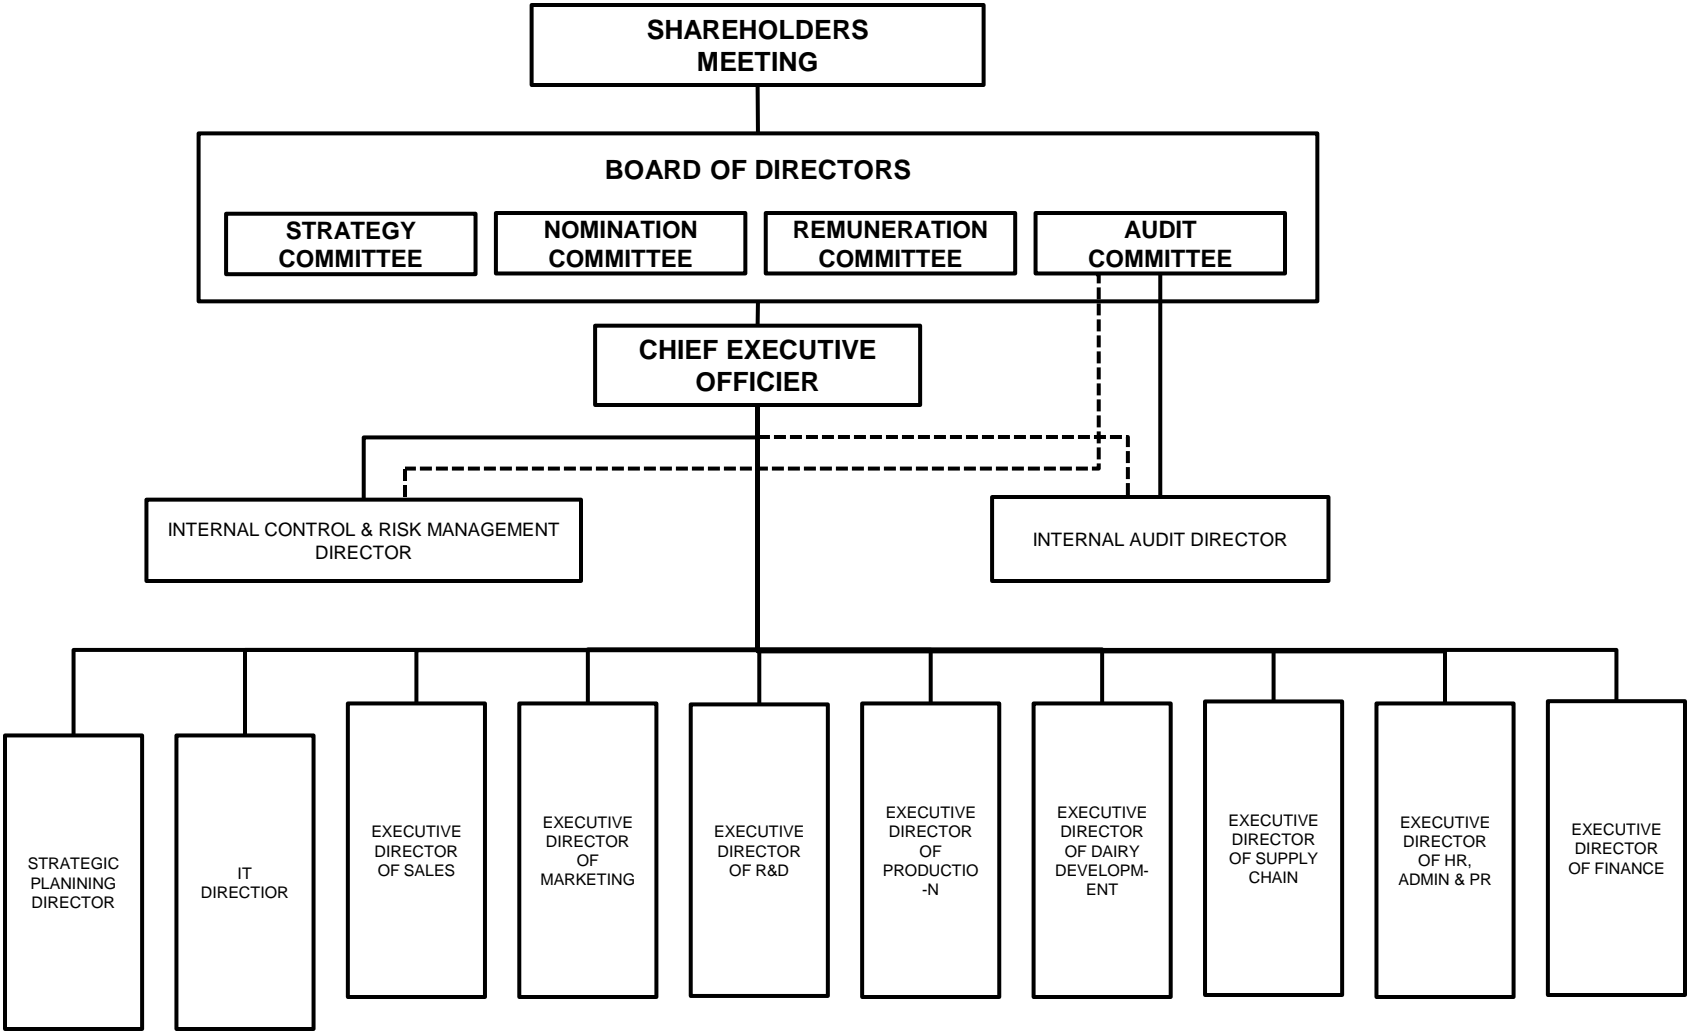 SHAREHOLDERS
MEETING
BOARD OF DIRECTORS
STRATEGY
COMMITTEE
NOMINATION
COMMITTEE
REMUNERATION
COMMITTEE
AUDIT
COMMITTEE
CHIEF EXECUTIVE
OFFICIER
INTERNAL CONTROL & RISK MANAGEMENT
DIRECTOR
INTERNAL AUDIT DIRECTOR
STRATEGIC
PLANINING
DIRECTOR
IT
DIRECTIOR
EXECUTIVE
DIRECTOR
OF SALES
EXECUTIVE
DIRECTOR
OF
MARKETING
EXECUTIVE
DIRECTOR
OF R&D
EXECUTIVE
DIRECTOR
OF
PRODUCTIO
-N
EXECUTIVE
DIRECTOR
OF DAIRY
DEVELOPM-
ENT
EXECUTIVE
DIRECTOR
OF SUPPLY
CHAIN
EXECUTIVE
DIRECTOR
OF HR,
ADMIN & PR
EXECUTIVE
DIRECTOR
OF FINANCE